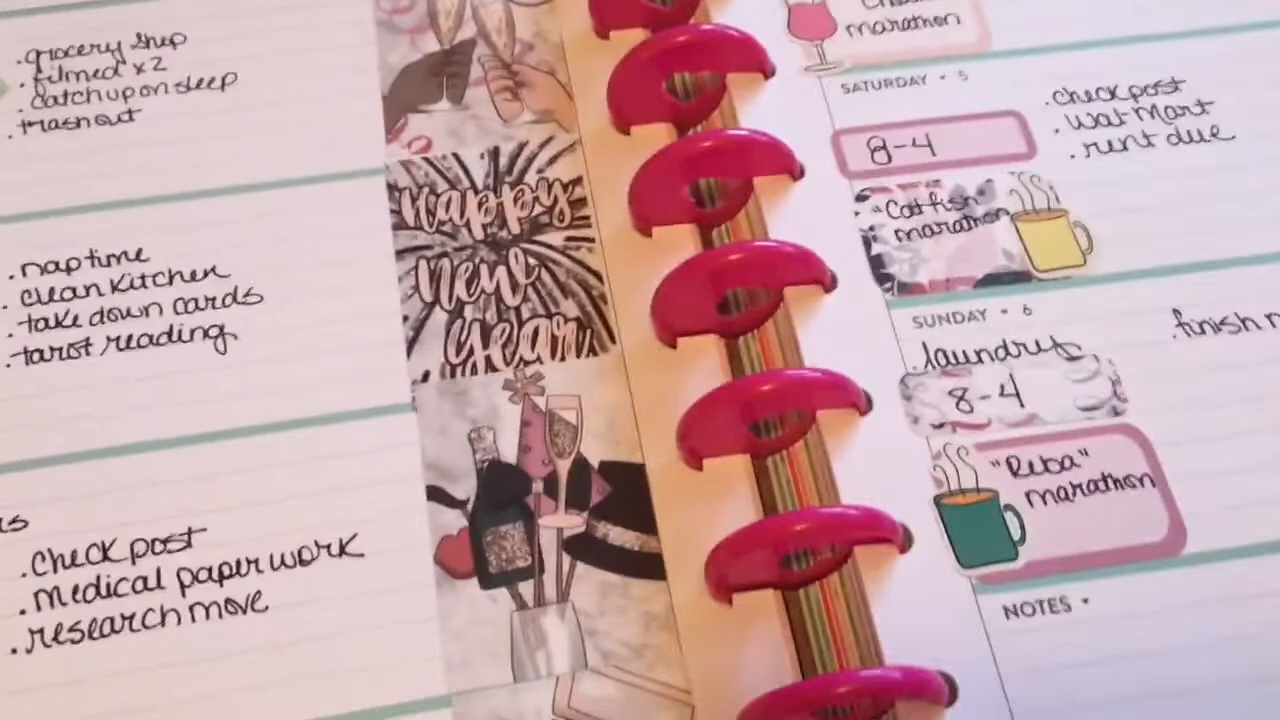 .grocery shop
.filmed x2
.catch up on sleep
.trash out
.nap time
.clean kitchen
.take down cards
.tarot reading
.check post
.medical paper work
.research move
happy
new
year
marathon
SATURDAY • 5
8-4
.check post
.wal mart
.rent due
"Catfish"
marathon
SUNDAY • 6
.laundry
.finish
8-4
"Reba"
marathon
NOTES •